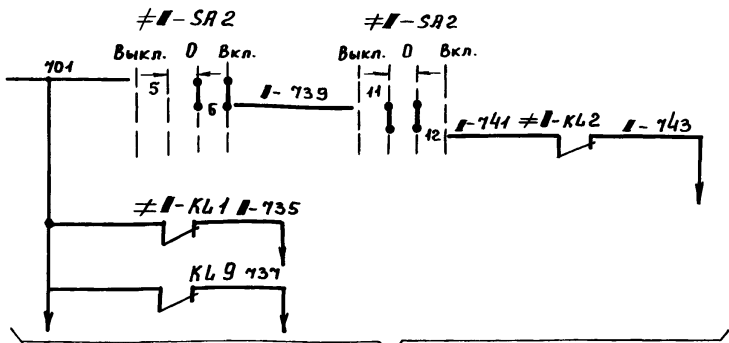 ≠Ⅱ-SA2 ≠Ⅱ-SA2
Выкл. 0 Вкл. Выкл. 0 Вкл.
701 5 6 Ⅱ-739 11 12 Ⅱ-741 ≠Ⅱ-KL2 Ⅱ-743
≠Ⅱ-KL1 Ⅱ-735
KL9 737